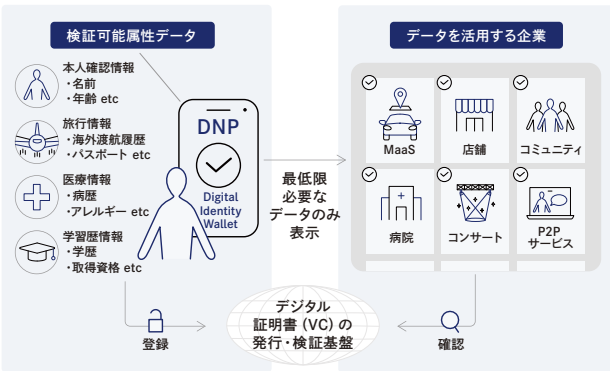 検証可能属性データ
本人確認情報
・名前
・年齢 etc
旅行情報
・海外渡航履歴
・パスポート etc
医療情報
・病歴
・アレルギー etc
学習歴情報
・学歴
・取得資格 etc
DNP
Digital
Identity
Wallet
最低限
必要な
データのみ
表示
データを活用する企業
MaaS
店舗
コミュニティ
病院
コンサート
P2P
サービス
登録
デジタル
証明書（VC）の
発行・検証基盤
確認